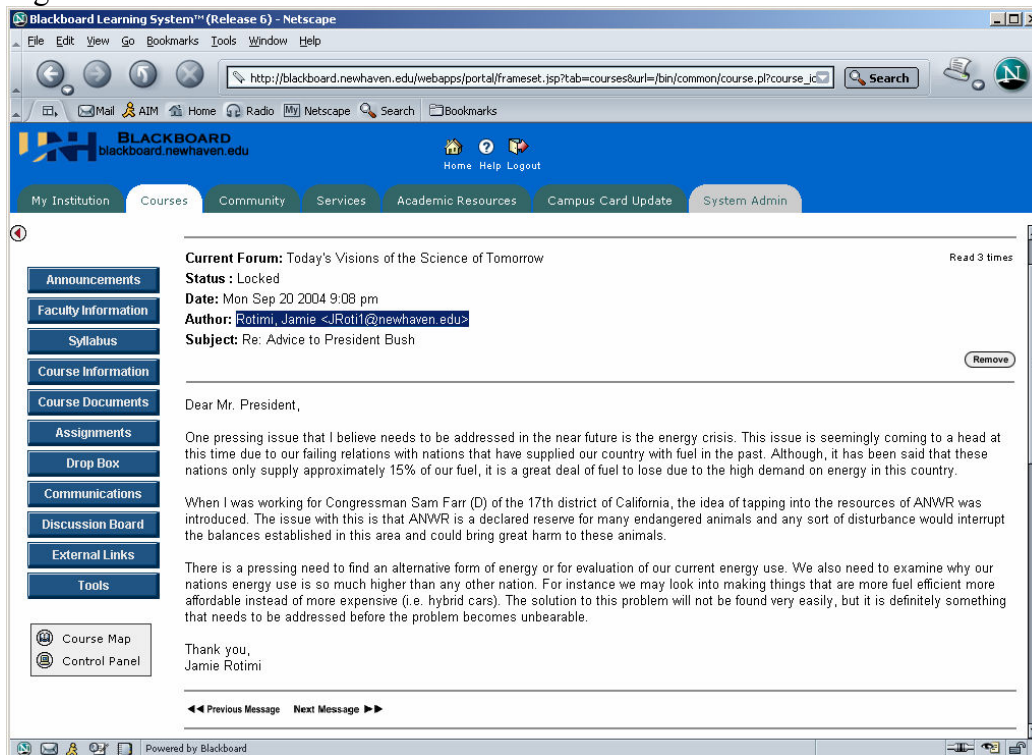 Blackboard Learning System™ (Release 6) - Netscape
File Edit View Go Bookmarks Tools Window Help
http://blackboard.newhaven.edu/webapps/portal/frameset.jsp?tab=courses&url=/bin/common/course.pl?course_id Search N
Mail AIM Home Radio My Netscape Search Bookmarks
UNH BLACKBOARD
blackboard.newhaven.edu
Home Help Logout
My Institution Courses Community Services Academic Resources Campus Card Update System Admin
Current Forum: Today's Visions of the Science of Tomorrow Read 3 times
Status : Locked
Date: Mon Sep 20 2004 9:08 pm
Author: Rotimi, Jamie <JRoti1@newhaven.edu>
Subject: Re: Advice to President Bush
Remove
Announcements
Faculty Information
Syllabus
Course Information
Course Documents
Assignments
Drop Box
Communications
Discussion Board
External Links
Tools
Course Map
Control Panel
Dear Mr. President,
One pressing issue that I believe needs to be addressed in the near future is the energy crisis. This issue is seemingly coming to a head at
this time due to our failing relations with nations that have supplied our country with fuel in the past. Although, it has been said that these
nations only supply approximately 15% of our fuel, it is a great deal of fuel to lose due to the high demand on energy in this country.
When I was working for Congressman Sam Farr (D) of the 17th district of California, the idea of tapping into the resources of ANWR was
introduced. The issue with this is that ANWR is a declared reserve for many endangered animals and any sort of disturbance would interrupt
the balances established in this area and could bring great harm to these animals.
There is a pressing need to find an alternative form of energy or for evaluation of our current energy use. We also need to examine why our
nations energy use is so much higher than any other nation. For instance we may look into making things that are more fuel efficient more
affordable instead of more expensive (i.e. hybrid cars). The solution to this problem will not be found very easily, but it is definitely something
that needs to be addressed before the problem becomes unbearable.
Thank you,
Jamie Rotimi
Previous Message Next Message
Powered by Blackboard